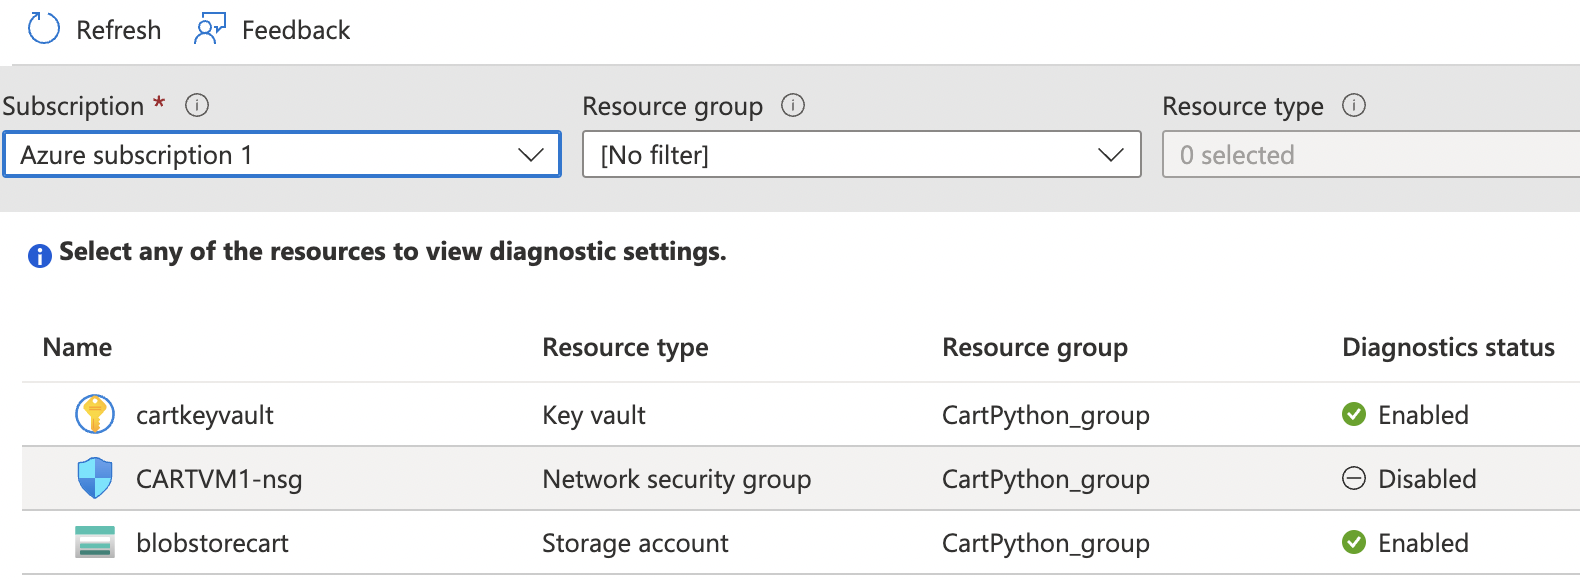 Refresh Feedback
Subscription * Resource group Resource type
Azure subscription 1 [No filter] 0 selected
Select any of the resources to view diagnostic settings.
Name Resource type Resource group Diagnostics status
cartkeyvault Key vault CartPython_group Enabled
CARTVM1-nsg Network security group CartPython_group Disabled
blobstorecart Storage account CartPython_group Enabled